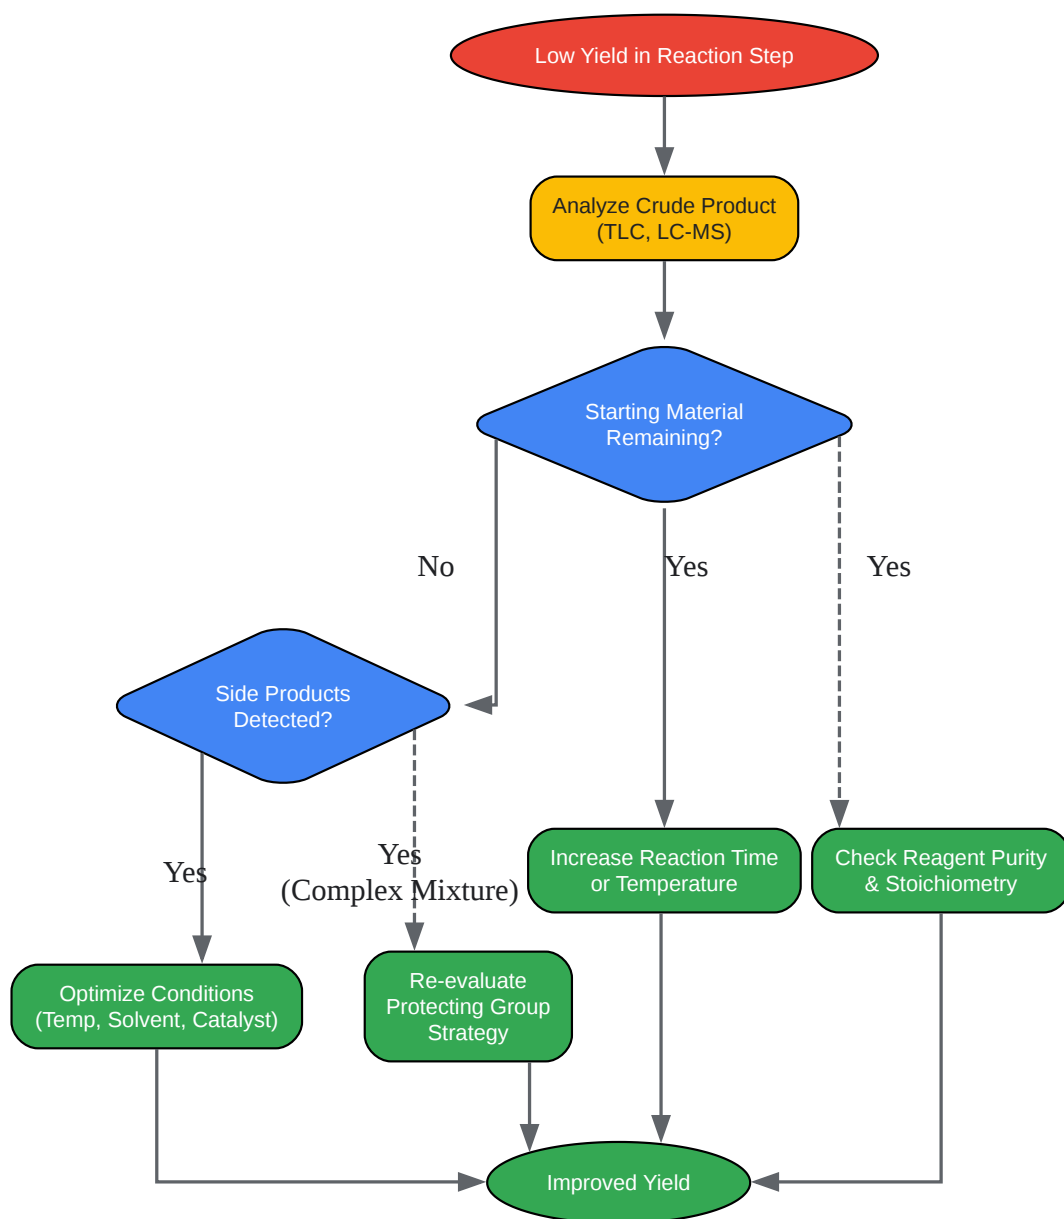 Low Yield in Reaction Step
Analyze Crude Product
(TLC, LC-MS)
Starting Material
Remaining?
No
Yes
Yes
Side Products
Detected?
Yes
Yes
(Complex Mixture)
Increase Reaction Time
or Temperature
Check Reagent Purity
& Stoichiometry
Optimize Conditions
(Temp, Solvent, Catalyst)
Re-evaluate
Protecting Group
Strategy
Improved Yield